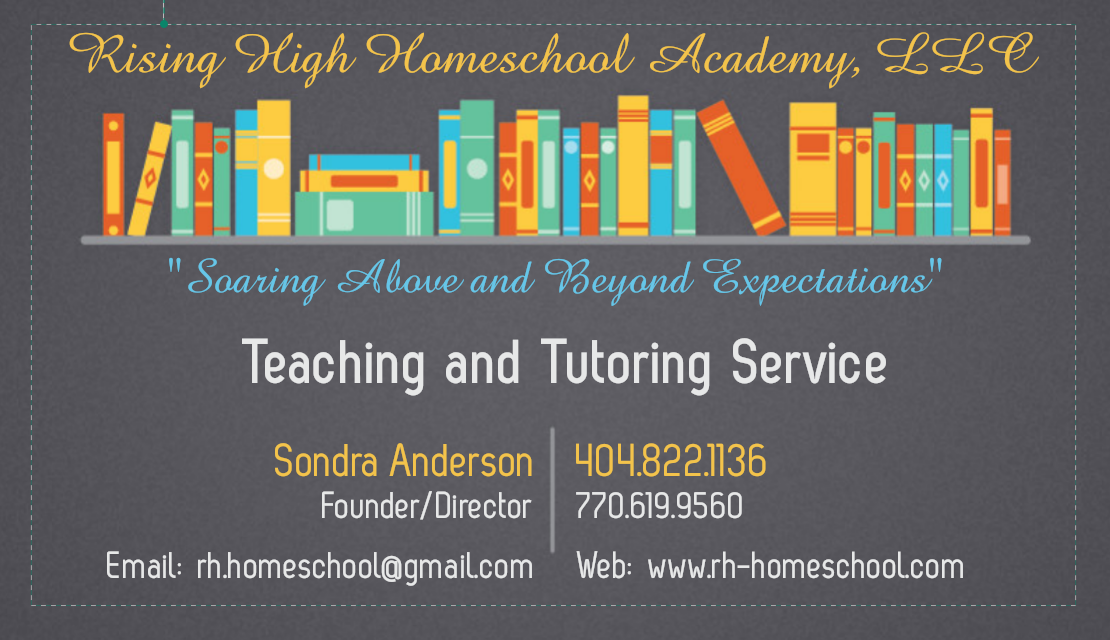 Rising High Homeschool Academy, LLC
"Soaring Above and Beyond Expectations"
Teaching and Tutoring Service
Sondra Anderson
Founder/Director
404.822.1136
770.619.9560
Email: rh.homeschool@gmail.com
Web: www.rh-homeschool.com